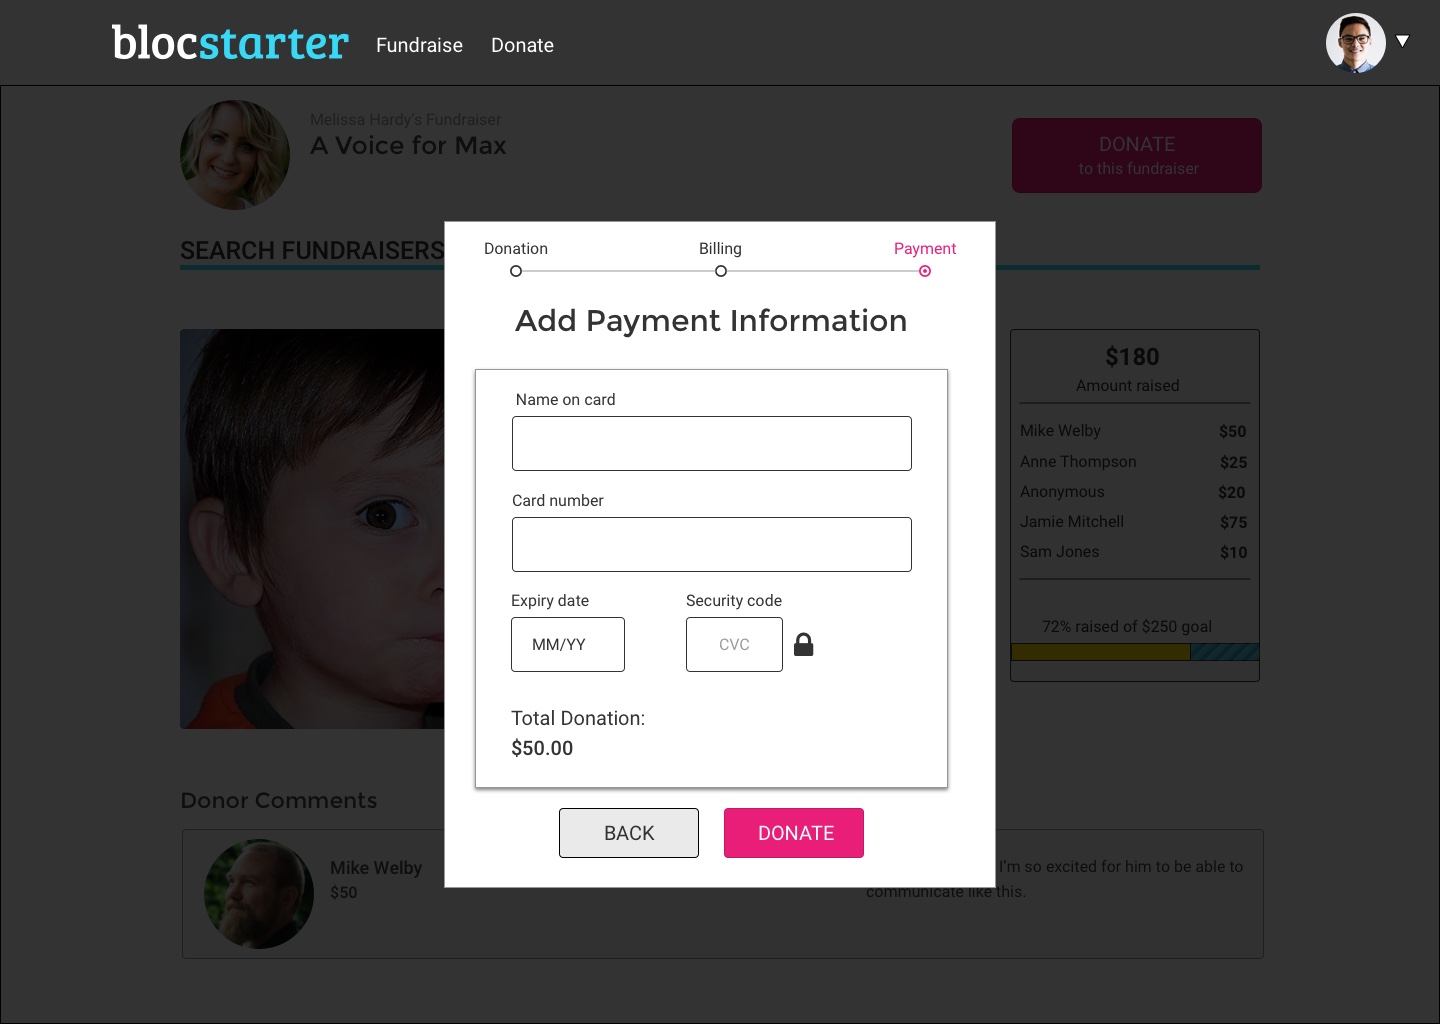 blocstarter
Fundraise
Donate
Melissa Hardy's Fundraiser
A Voice for Max
DONATE
to this fundraiser
SEARCH FUNDRAISERS
Donation
Billing
Payment
Add Payment Information
Name on card
Card number
Expiry date
Security code
MM/YY
CVC
Total Donation:
$50.00
BACK
DONATE
$180
Amount raised
Mike Welby $50
Anne Thompson $25
Anonymous $20
Jamie Mitchell $75
Sam Jones $10
72% raised of $250 goal
Donor Comments
Mike Welby
$50
I'm so excited for him to be able to
communicate like this.